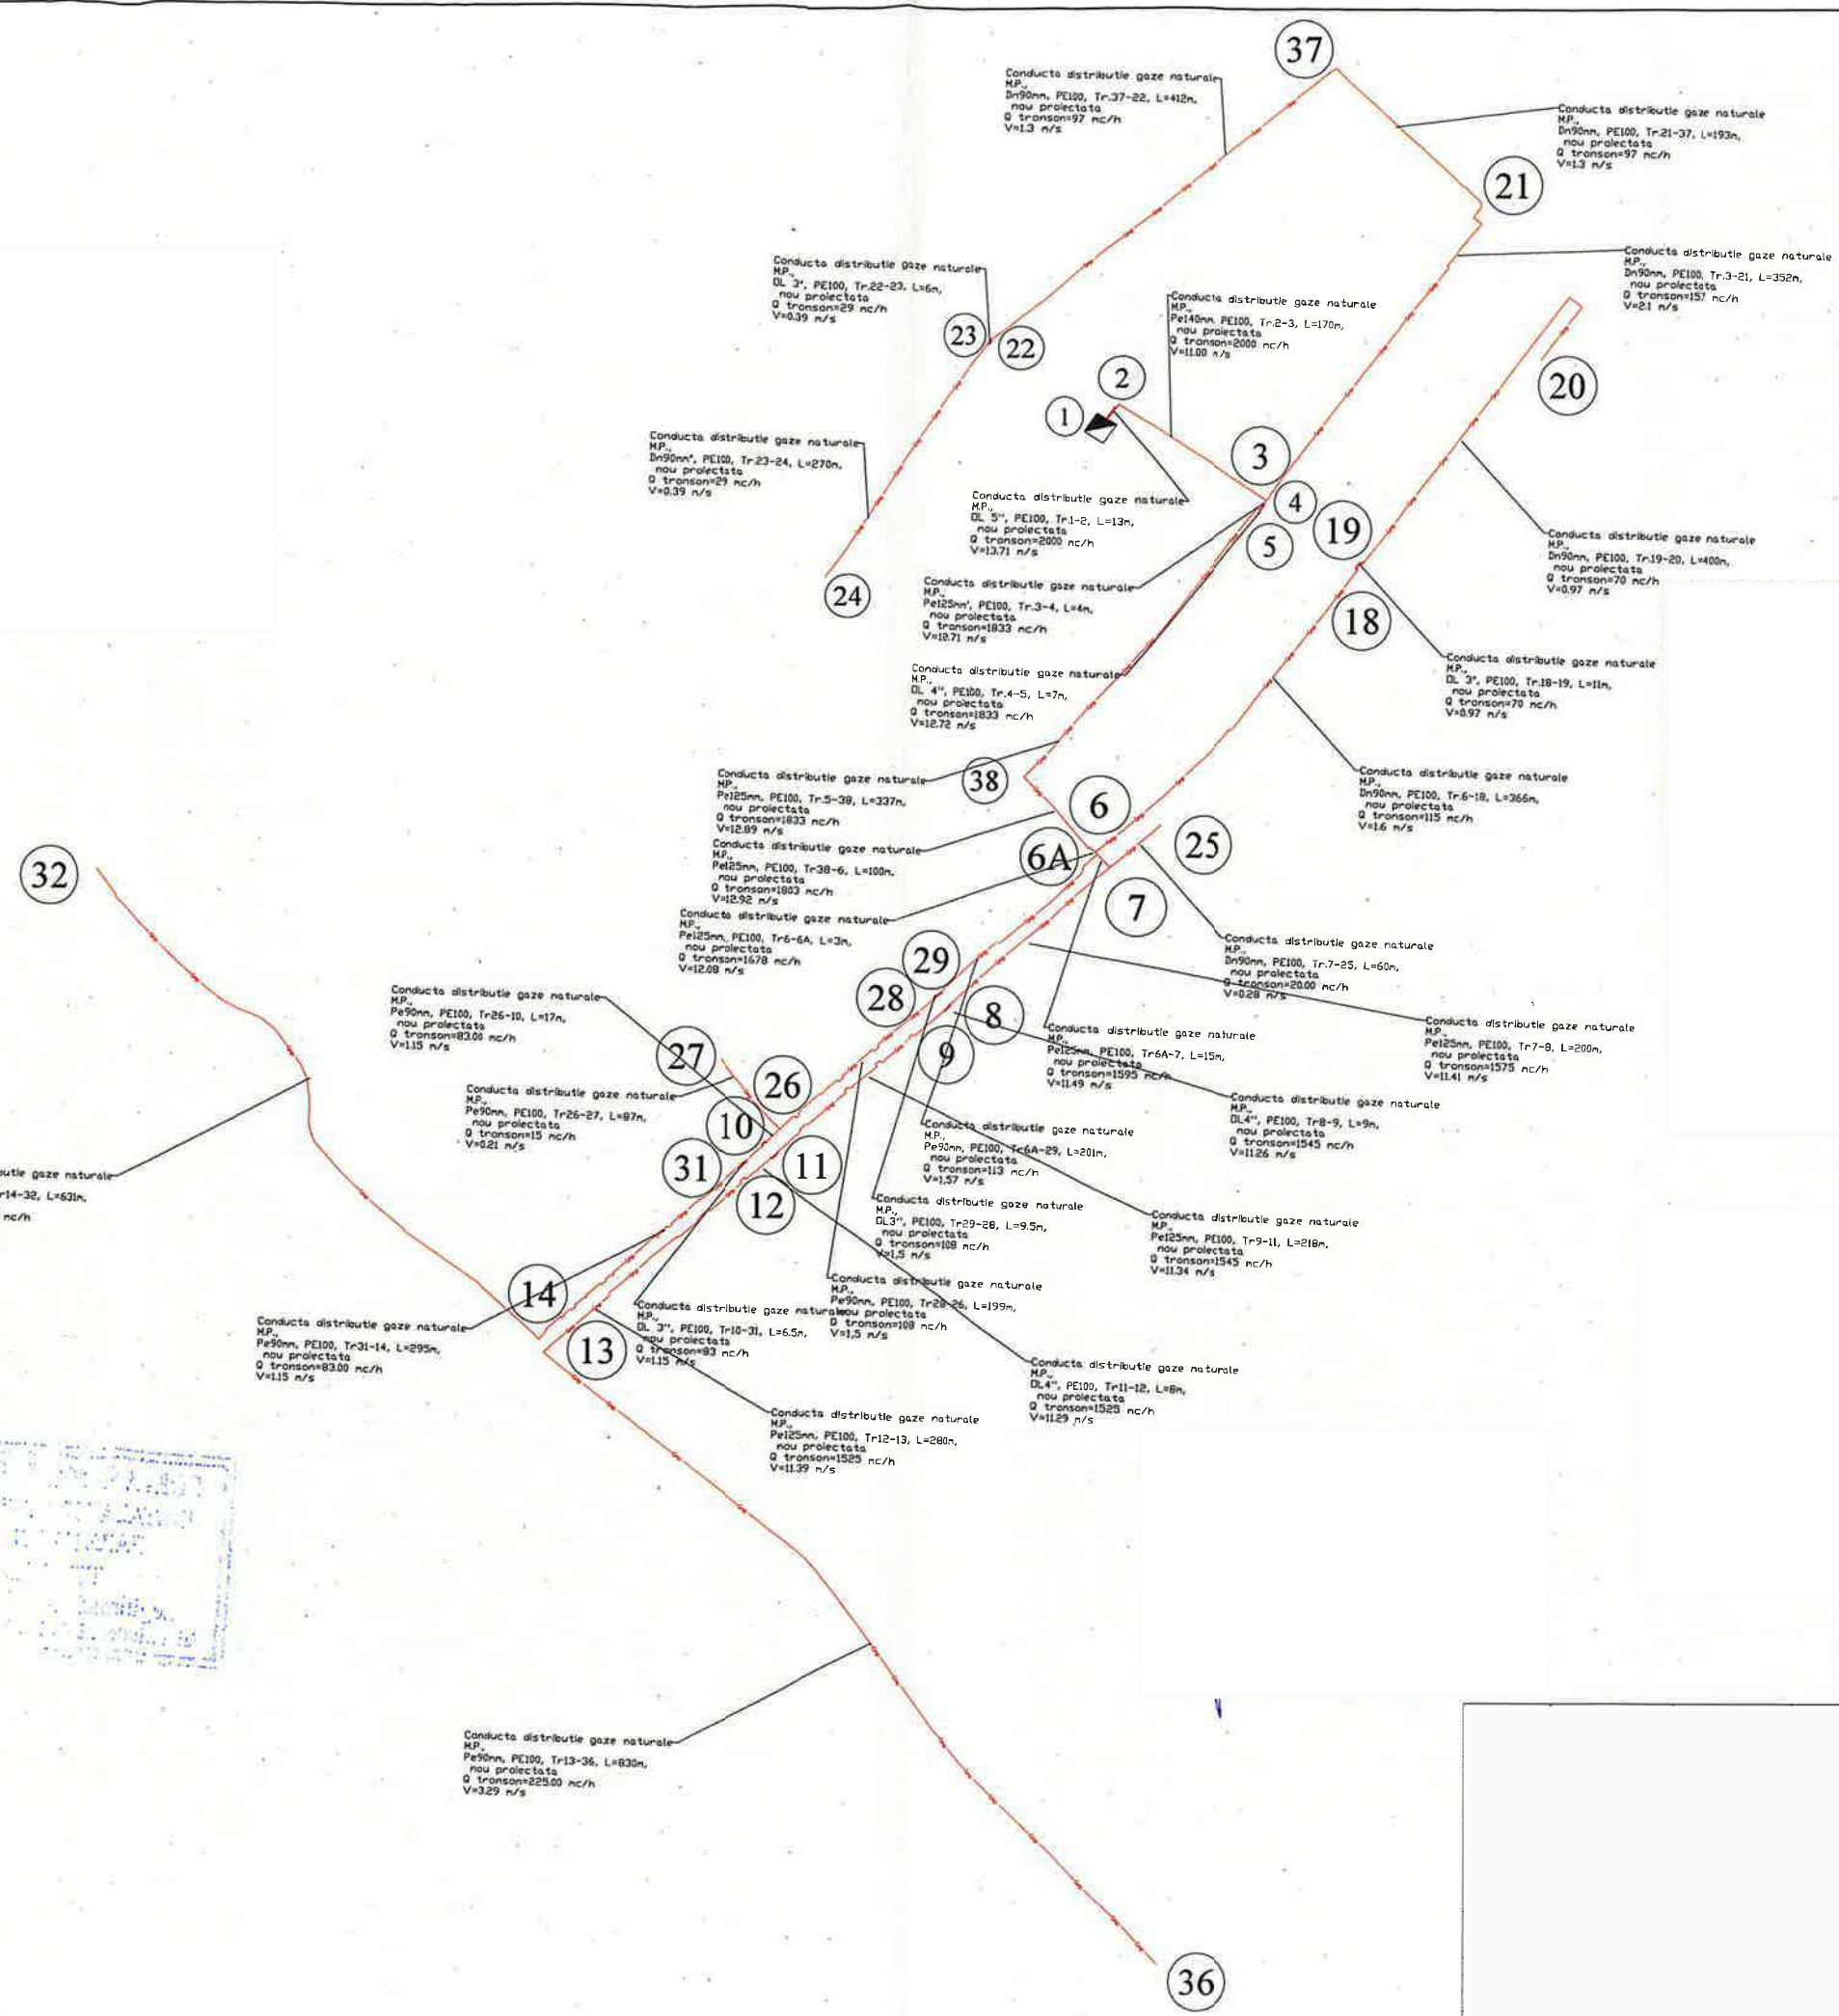 37
Conducta distributie gaze naturale
M.P.,
Dn90mm, PE100, Tr.37-22, L=412m,
nou proiectata
Q tronson=97 mc/h
V=1.3 m/s
Conducta distributie gaze naturale
M.P.,
Dn90mm, PE100, Tr.21-37, L=193m,
nou proiectata
Q tronson=97 mc/h
V=1.3 m/s
21
Conducta distributie gaze naturale
M.P.,
Dn90mm, PE100, Tr.3-21, L=352m,
nou proiectata
Q tronson=157 mc/h
V=2.1 m/s
Conducta distributie gaze naturale
M.P.,
OL 3", PE100, Tr.22-23, L=6m,
nou proiectata
Q tronson=29 mc/h
V=0.39 m/s
23
22
Conducta distributie gaze naturale
M.P.,
Pe140mm, PE100, Tr.2-3, L=170m,
nou proiectata
Q tronson=2000 mc/h
V=11.00 m/s
2
1
20
3
Conducta distributie gaze naturale
M.P.,
Dn90mm", PE100, Tr.23-24, L=270m,
nou proiectata
Q tronson=29 mc/h
V=0.39 m/s
24
Conducta distributie gaze naturale
M.P.,
OL 5", PE100, Tr.1-2, L=13m,
nou proiectata
Q tronson=2000 mc/h
V=13.71 m/s
4
5
19
Conducta distributie gaze naturale
M.P.,
Dn90mm, PE100, Tr.19-20, L=400m,
nou proiectata
Q tronson=70 mc/h
V=0.97 m/s
Conducta distributie gaze naturale
M.P.,
Pe125mm', PE100, Tr.3-4, L=4m,
nou proiectata
Q tronson=1833 mc/h
V=12.71 m/s
18
Conducta distributie gaze naturale
M.P.,
OL 4", PE100, Tr.4-5, L=7m,
nou proiectata
Q tronson=1833 mc/h
V=12.72 m/s
Conducta distributie gaze naturale
M.P.,
OL 3", PE100, Tr.18-19, L=11m,
nou proiectata
Q tronson=70 mc/h
V=0.97 m/s
Conducta distributie gaze naturale
M.P.,
Pe125mm, PE100, Tr.5-38, L=337m,
nou proiectata
Q tronson=1833 mc/h
V=12.89 m/s
38
6
Conducta distributie gaze naturale
M.P.,
Dn90mm, PE100, Tr.6-18, L=366m,
nou proiectata
Q tronson=115 mc/h
V=1.6 m/s
Conducta distributie gaze naturale
M.P.,
Pe125mm, PE100, Tr38-6, L=100m,
nou proiectata
Q tronson=1803 mc/h
V=12.92 m/s
6A
25
7
32
Conducta distributie gaze naturale
M.P.,
Pe125mm, PE100, Tr6-6A, L=3m,
nou proiectata
Q tronson=1678 mc/h
V=12.08 m/s
Conducta distributie gaze naturale
M.P.,
Dn90mm, PE100, Tr.7-25, L=60m,
nou proiectata
Q tronson=20.00 mc/h
V=0.28 m/s
29
28
8
9
Conducta distributie gaze naturale
M.P.,
Pe90mm, PE100, Tr26-10, L=17m,
nou proiectata
Q tronson=83.00 mc/h
V=1.15 m/s
Conducta distributie gaze naturale
M.P.,
Pe125mm, PE100, Tr6A-7, L=15m,
nou proiectata
Q tronson=1595 mc/h
V=11.49 m/s
Conducta distributie gaze naturale
M.P.,
Pe125mm, PE100, Tr7-8, L=200m,
nou proiectata
Q tronson=1575 mc/h
V=11.41 m/s
27
26
Conducta distributie gaze naturale
M.P.,
Pe90mm, PE100, Tr26-27, L=87m,
nou proiectata
Q tronson=15 mc/h
V=0.21 m/s
10
Conducta distributie gaze naturale
M.P.,
OL4", PE100, Tr8-9, L=9m,
nou proiectata
Q tronson=1545 mc/h
V=11.26 m/s
31
11
12
Conducta distributie gaze naturale
M.P.,
Pe90mm, PE100, Tr6A-29, L=201m,
nou proiectata
Q tronson=113 mc/h
V=1,57 m/s
utie gaze naturale
r14-32, L=631m,
mc/h
Conducta distributie gaze naturale
M.P.,
OL3", PE100, Tr29-28, L=9.5m,
nou proiectata
Q tronson=108 mc/h
V=1,5 m/s
Conducta distributie gaze naturale
M.P.,
Pe125mm, PE100, Tr9-11, L=218m,
nou proiectata
Q tronson=1545 mc/h
V=11.34 m/s
14
Conducta distributie gaze naturale
M.P.,
Pe90mm, PE100, Tr28-26, L=199m,
nou proiectata
Q tronson=108 mc/h
V=1,5 m/s
Conducta distributie gaze naturale
M.P.,
OL 3", PE100, Tr10-31, L=6.5m,
nou proiectata
Q tronson=83 mc/h
V=1.15 m/s
Conducta distributie gaze naturale
M.P.,
Pe90mm, PE100, Tr31-14, L=295m,
nou proiectata
Q tronson=83.00 mc/h
V=1.15 m/s
13
Conducta distributie gaze naturale
M.P.,
OL4", PE100, Tr11-12, L=8m,
nou proiectata
Q tronson=1525 mc/h
V=11.29 m/s
Conducta distributie gaze naturale
M.P.,
Pe125mm, PE100, Tr12-13, L=280m,
nou proiectata
Q tronson=1525 mc/h
V=11.39 m/s
Conducta distributie gaze naturale
M.P.,
Pe90mm, PE100, Tr13-36, L=830m,
nou proiectata
Q tronson=225.00 mc/h
V=3.29 m/s
36